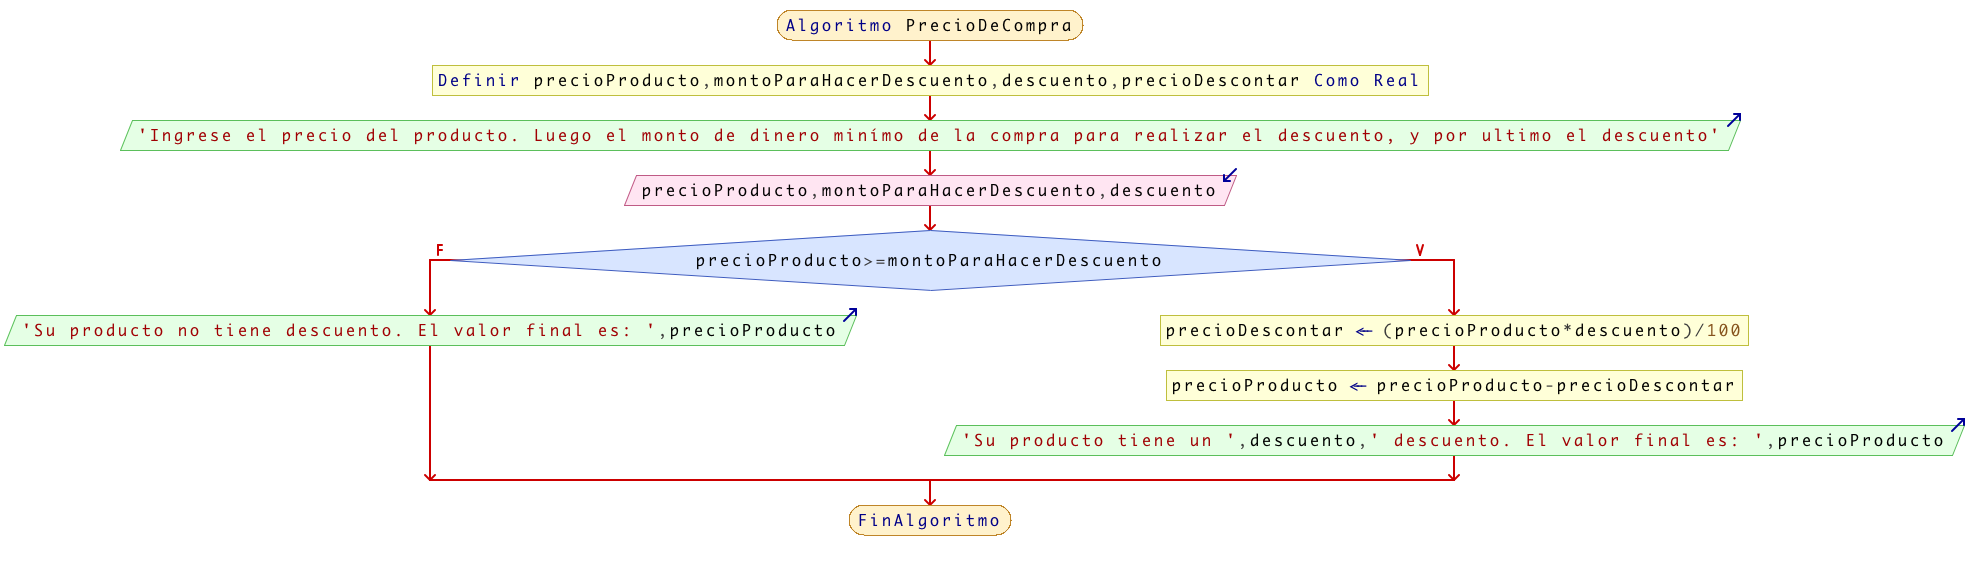 Algoritmo PrecioDeCompra
Definir precioProducto,montoParaHacerDescuento,descuento,precioDescontar Como Real
'Ingrese el precio del producto. Luego el monto de dinero minímo de la compra para realizar el descuento, y por ultimo el descuento'
precioProducto,montoParaHacerDescuento,descuento
F
V
precioProducto>=montoParaHacerDescuento
'Su producto no tiene descuento. El valor final es: ',precioProducto
precioDescontar ← (precioProducto*descuento)/100
precioProducto ← precioProducto-precioDescontar
'Su producto tiene un ',descuento,' descuento. El valor final es: ',precioProducto
FinAlgoritmo